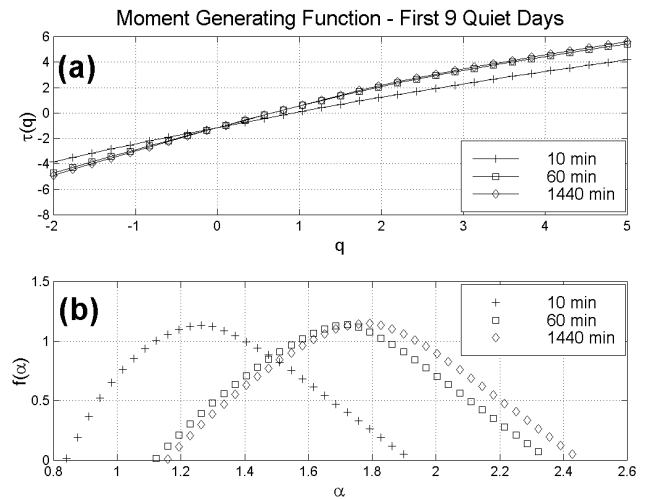 Moment Generating Function - First 9 Quiet Days
(a)
τ(q)
6
4
2
0
-2
-4
-6
-8
-2
-1
0
1
2
3
4
5
q
10 min
60 min
1440 min
(b)
f(α)
1.5
1
0.5
0
0.8
1
1.2
1.4
1.6
1.8
2
2.2
2.4
2.6
α
10 min
60 min
1440 min